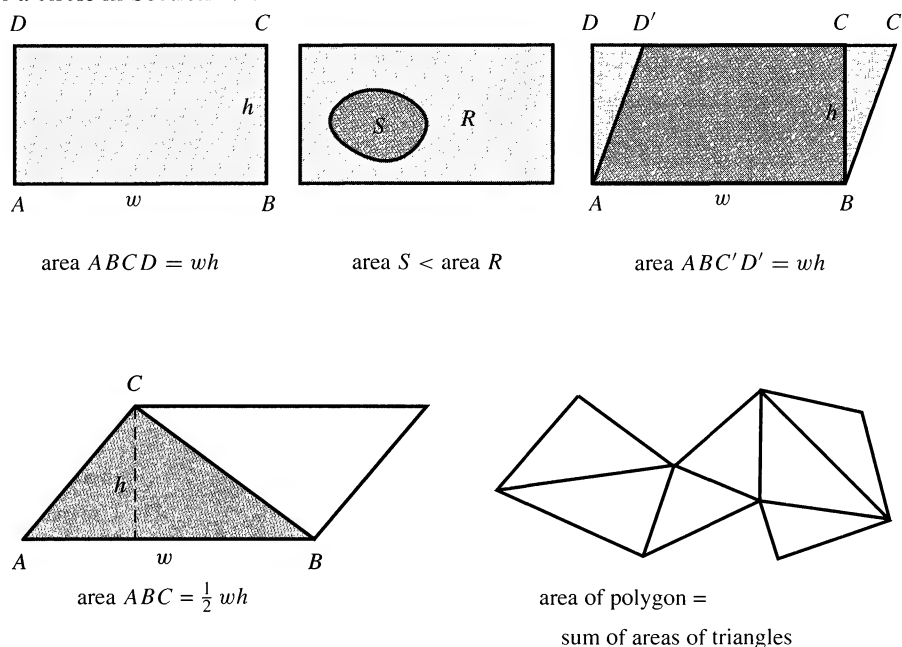 D C D D′ C C
h S R h
A w B A w B
area ABCD = wh area S < area R area ABC′D′ = wh
C
h
A w B
area ABC = 1/2 wh
area of polygon =
sum of areas of triangles